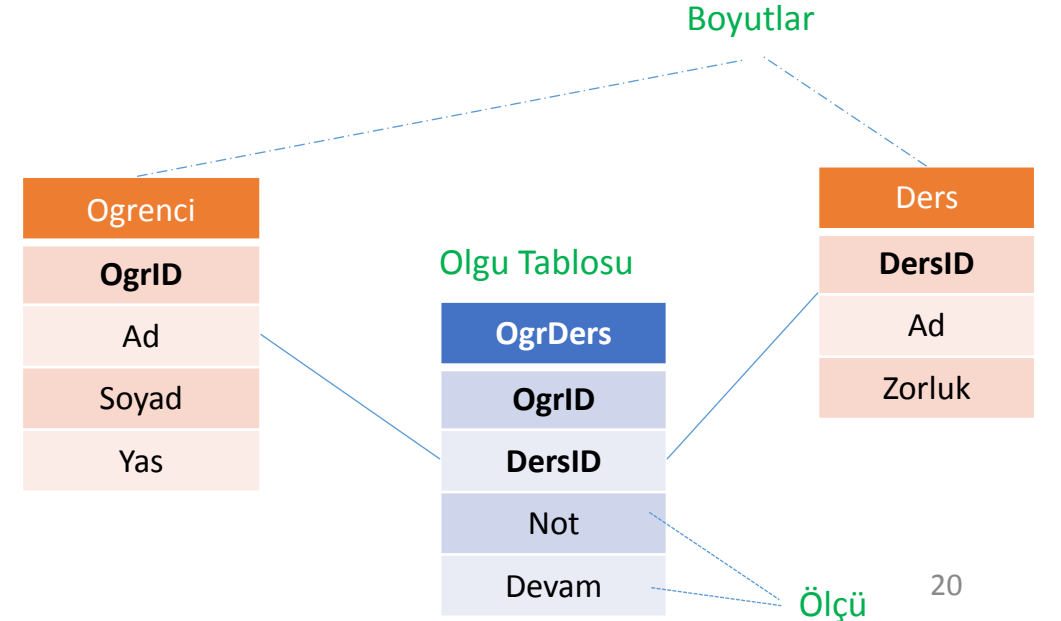 Boyutlar
Ogrenci
OgrID
Ad
Soyad
Yas
Olgu Tablosu
OgrDers
OgrID
DersID
Not
Devam
Ders
DersID
Ad
Zorluk
Ölçü
20